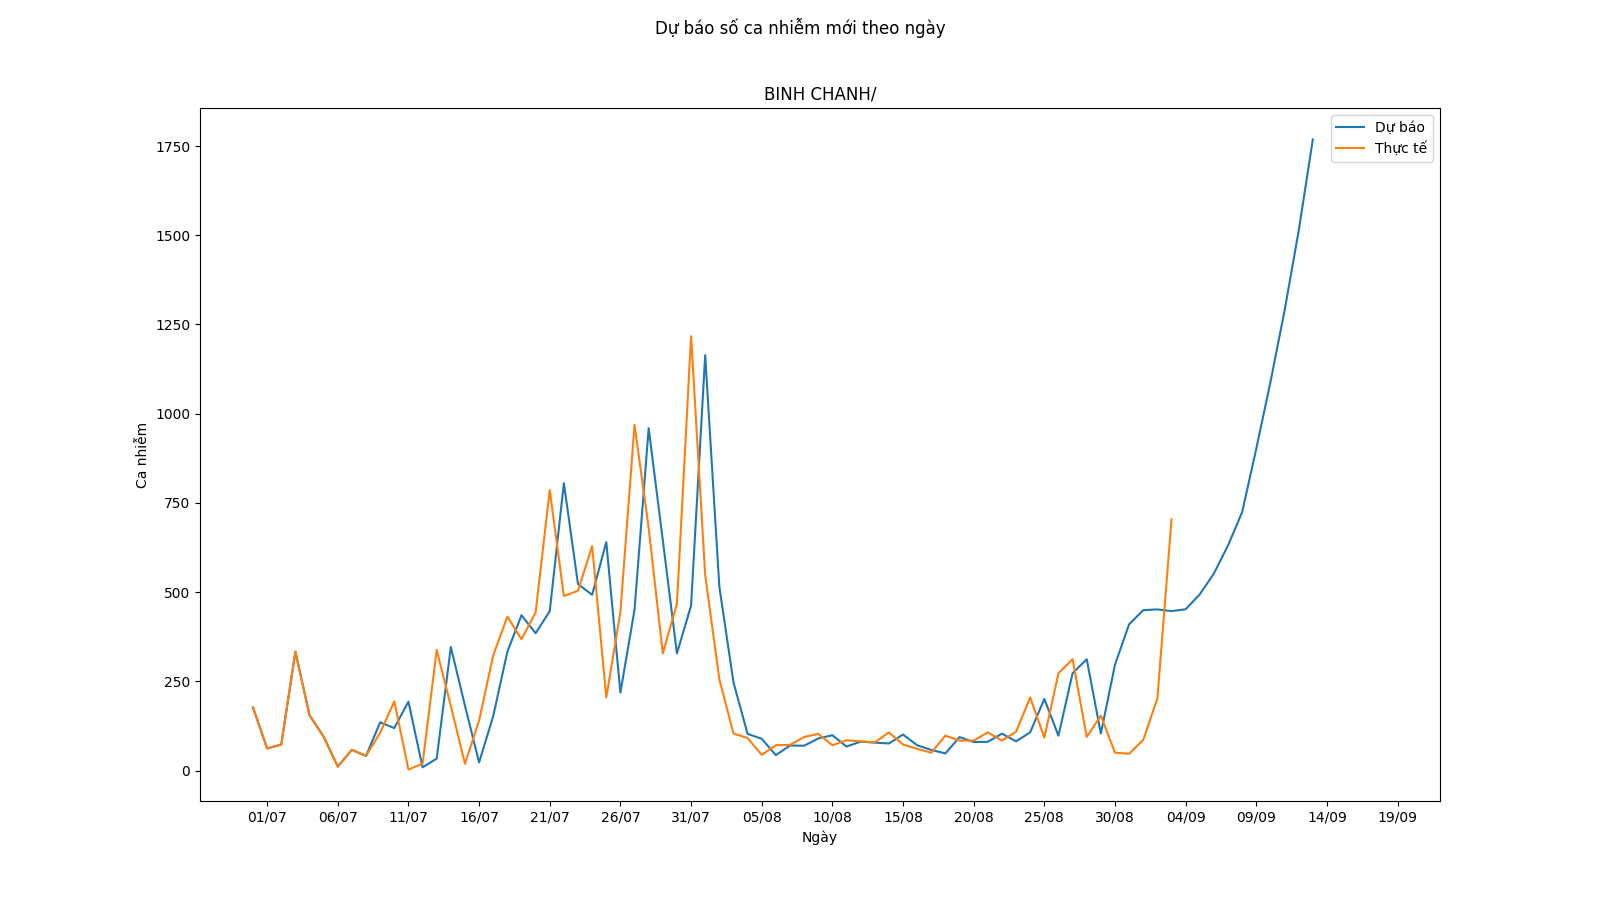 Dự báo số ca nhiễm mới theo ngày
BINH CHANH/
Dự báo
Thực tế
1750
1500
1250
1000
750
500
250
0
Ca nhiễm
01/07 06/07 11/07 16/07 21/07 26/07 31/07 05/08 10/08 15/08 20/08 25/08 30/08 04/09 09/09 14/09 19/09
Ngày